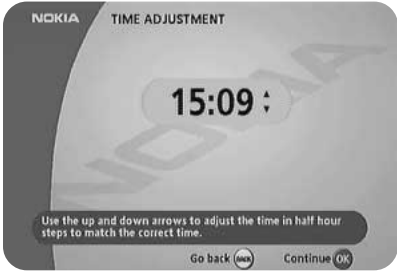 NOKIA TIME ADJUSTMENT
15:09
NOKIA
Use the up and down arrows to adjust the time in half hour
steps to match the correct time.
Go back BACK Continue OK